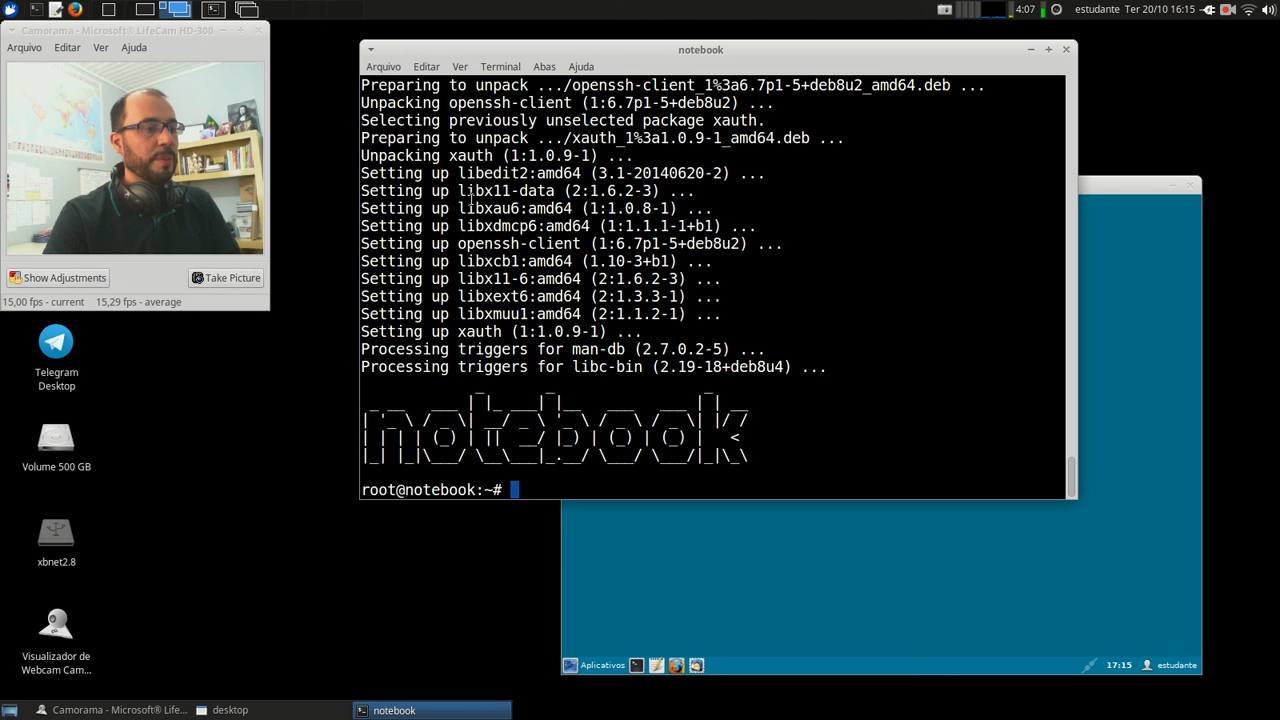 4:07 estudante Ter 20/10 16:15
Camorama - Microsoft® LifeCam HD-300
Arquivo Editar Ver Ajuda
Show Adjustments Take Picture
15,00 fps - current 15,29 fps - average
Telegram
Desktop
Volume 500 GB
xbnet2.8
Visualizador de
Webcam Cam...
notebook
Arquivo Editar Ver Terminal Abas Ajuda
Preparing to unpack .../openssh-client_1%3a6.7p1-5+deb8u2_amd64.deb ...
Unpacking openssh-client (1:6.7p1-5+deb8u2) ...
Selecting previously unselected package xauth.
Preparing to unpack .../xauth_1%3a1.0.9-1_amd64.deb ...
Unpacking xauth (1:1.0.9-1) ...
Setting up libedit2:amd64 (3.1-20140620-2) ...
Setting up libx11-data (2:1.6.2-3) ...
Setting up libxau6:amd64 (1:1.0.8-1) ...
Setting up libxdmcp6:amd64 (1:1.1.1-1+b1) ...
Setting up openssh-client (1:6.7p1-5+deb8u2) ...
Setting up libxcb1:amd64 (1.10-3+b1) ...
Setting up libx11-6:amd64 (2:1.6.2-3) ...
Setting up libxext6:amd64 (2:1.3.3-1) ...
Setting up libxmuu1:amd64 (2:1.1.2-1) ...
Setting up xauth (1:1.0.9-1) ...
Processing triggers for man-db (2.7.0.2-5) ...
Processing triggers for libc-bin (2.19-18+deb8u4) ...
notebook
root@notebook:~#
Aplicativos 17:15 estudante
Camorama - Microsoft® LifeC... desktop notebook